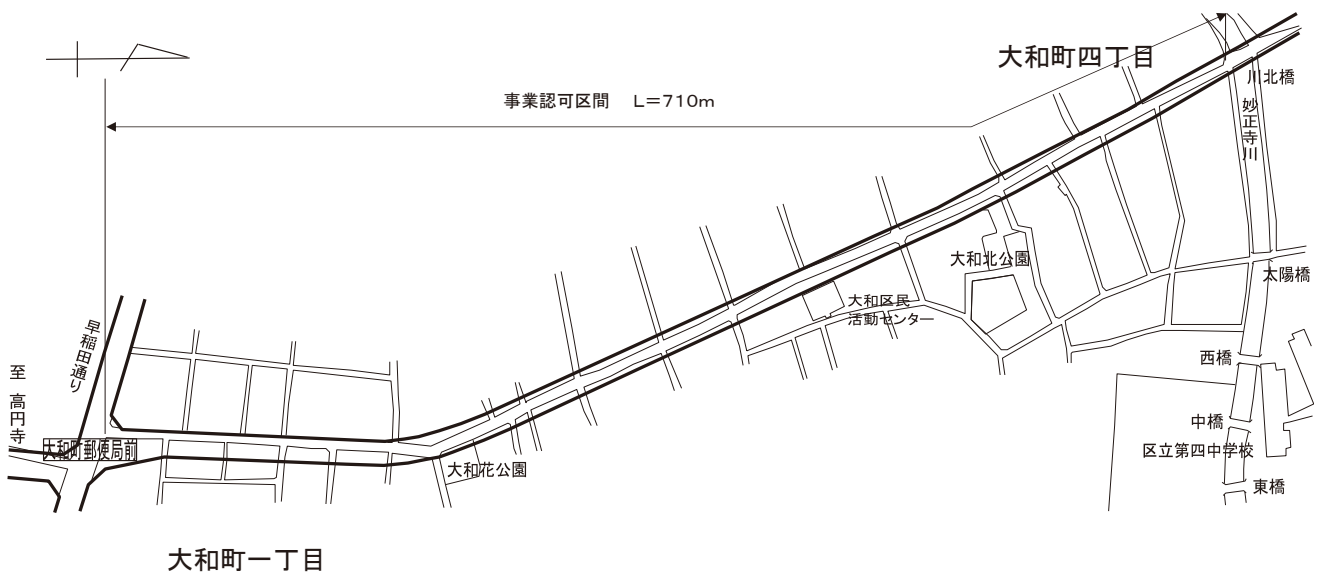 大和町四丁目
川北橋
事業認可区間 L=710m
妙正寺川
大和北公園
太陽橋
大和区民
活動センター
早稲田通り
西橋
至 高円寺
中橋
大和町郵便局前
区立第四中学校
大和花公園
東橋
大和町一丁目